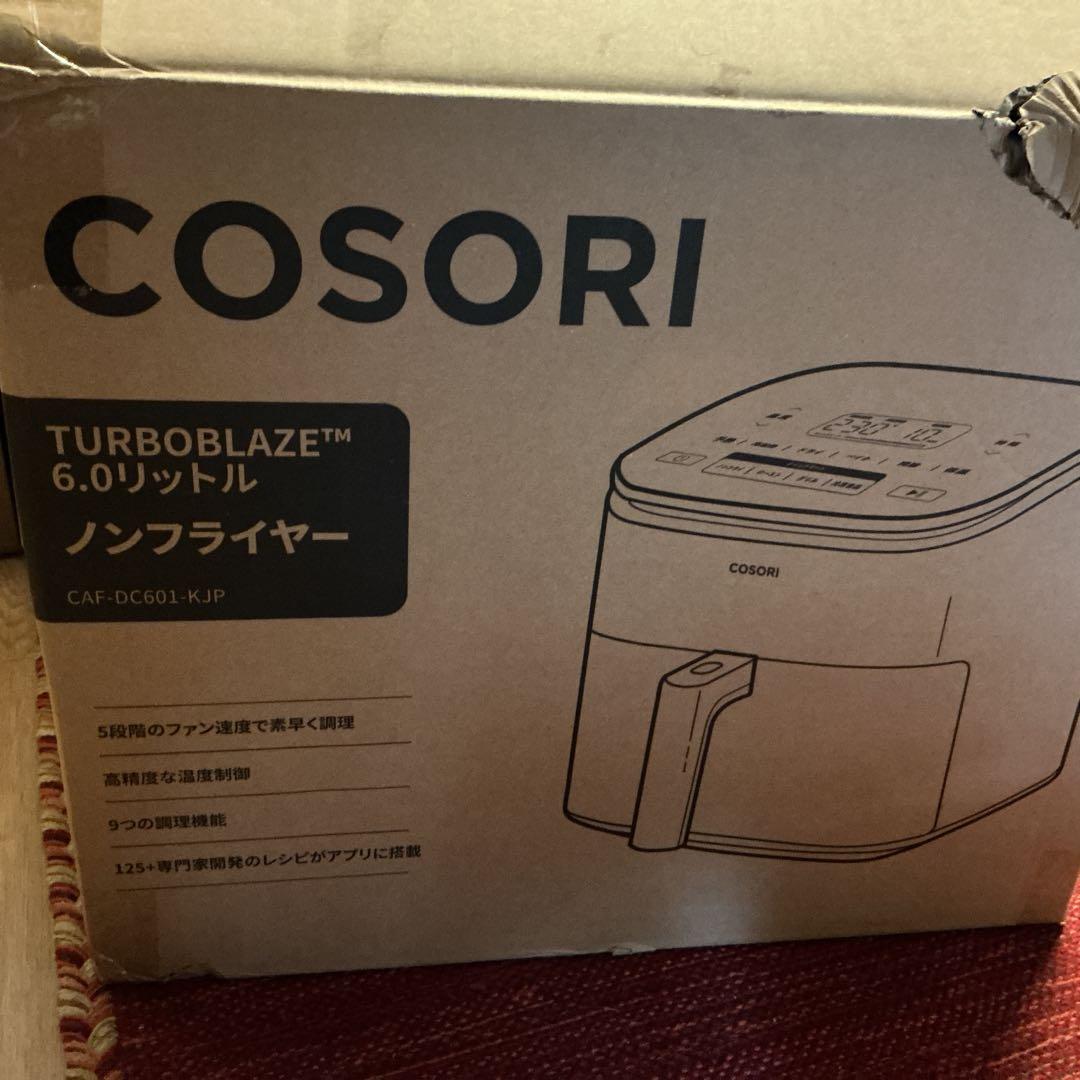 COSORI
TURBOBLAZE™
6.0リットル
ノンフライヤー
CAF-DC601-KJP
5段階のファン速度で素早く調理
高精度な温度制御
9つの調理機能
125+専門家開発のレシピがアプリに搭載
230 10
COSORI